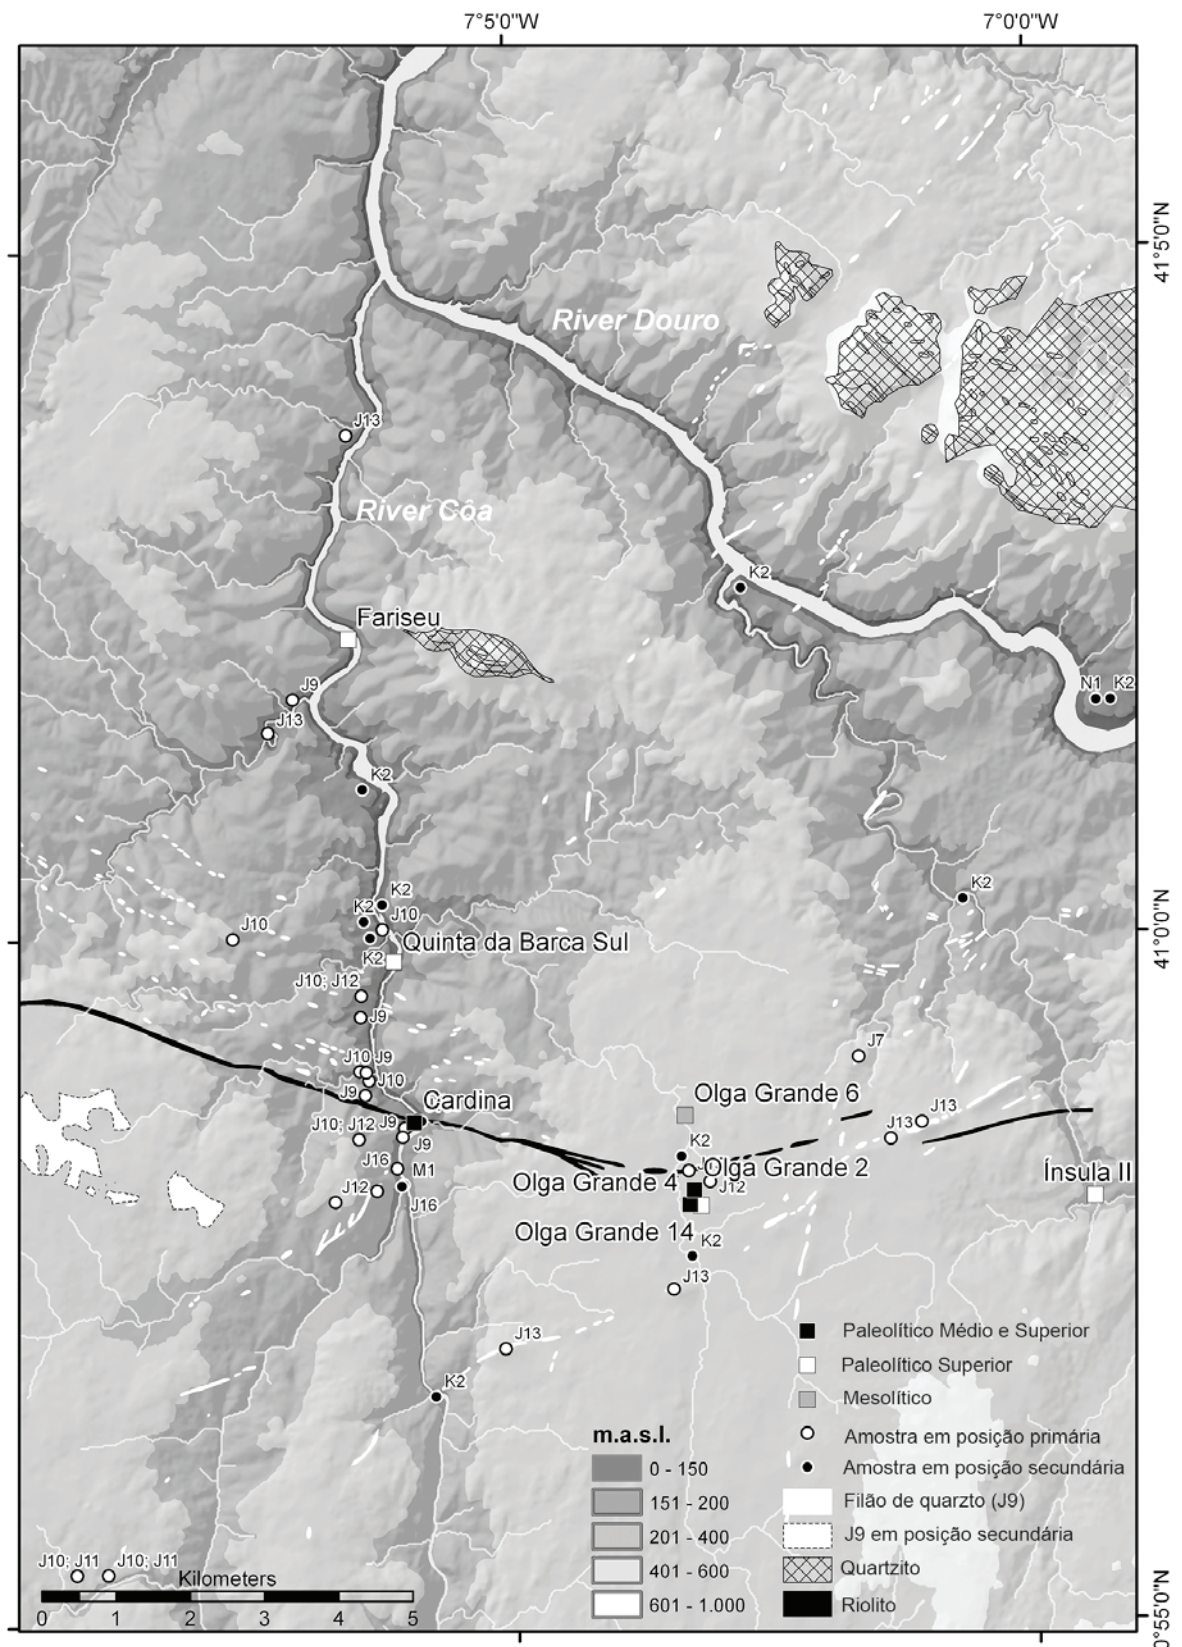 7°5'0"W
7°0'0"W
41°5'0"N
River Douro
J13
River Côa
K2
Fariseu
J9
N1 K2
J13
K2
K2
K2
K2 J10
J10
Quinta da Barca Sul
K2
41°0'0"N
J10; J12
J9
J7
J10 J9
J10
J9
Cardina
Olga Grande 6
J13
J13
J10; J12 J9
J9
K2
J16
M1
Olga Grande 2
Ínsula II
Olga Grande 4
J12
J12
J16
Olga Grande 14
K2
J13
J13
K2
Paleolítico Médio e Superior
Paleolítico Superior
Mesolítico
Amostra em posição primária
Amostra em posição secundária
Filão de quarzto (J9)
J9 em posição secundária
Quartzito
Riolito
m.a.s.l.
0 - 150
151 - 200
201 - 400
401 - 600
601 - 1.000
J10; J11 J10; J11
Kilometers
0 1 2 3 4 5
0°55'0"N